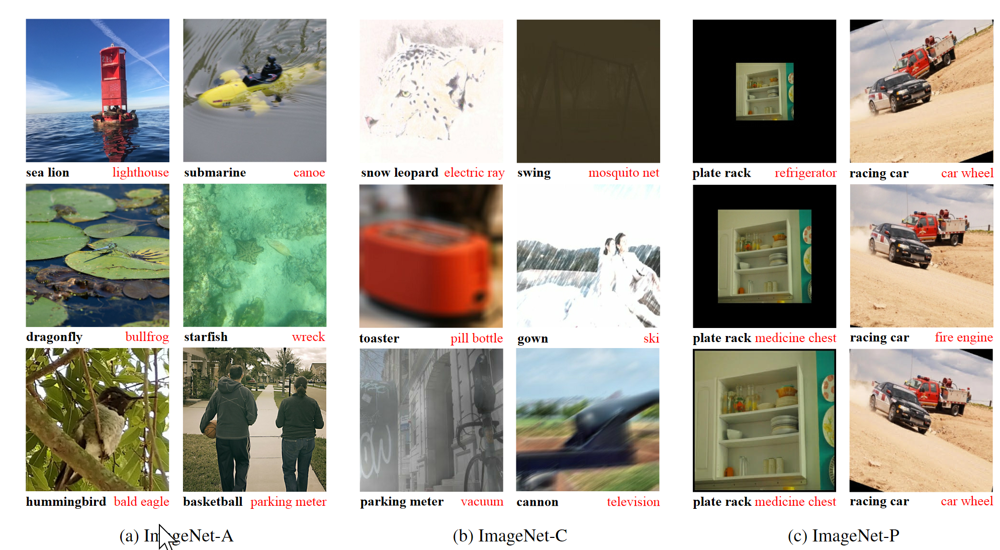 2.ES
sea lion lighthouse
submarine canoe
snow leopard electric ray
swing mosquito net
plate rack refrigerator
racing car car wheel
dragonfly bullfrog
starfish wreck
toaster pill bottle
gown ski
plate rack medicine chest
racing car fire engine
hummingbird bald eagle
basketball parking meter
parking meter vacuum
cannon television
plate rack medicine chest
racing car car wheel
(a) ImageNet-A
(b) ImageNet-C
(c) ImageNet-P